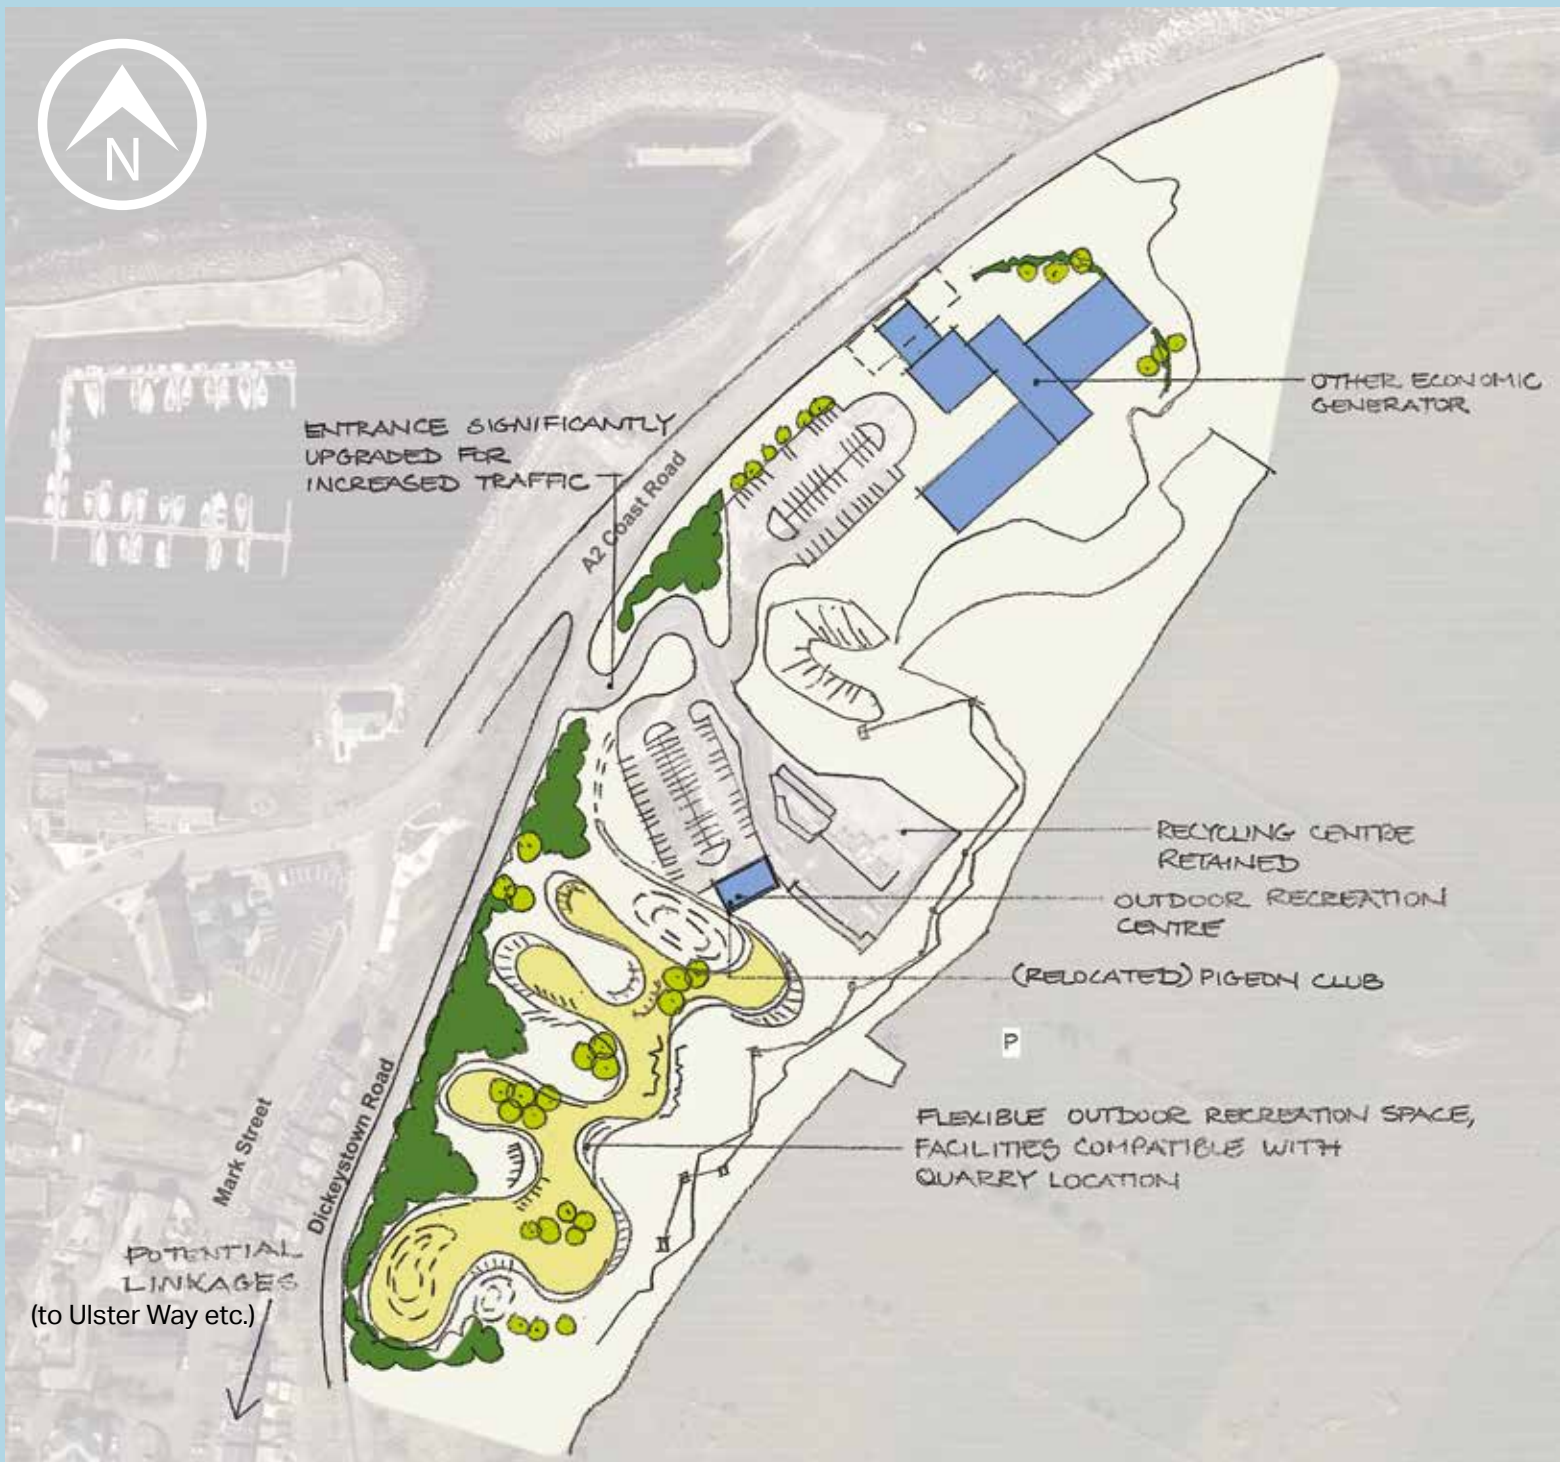 N
ENTRANCE SIGNIFICANTLY
UPGRADED FOR
INCREASED TRAFFIC
A2 Coast Road
OTHER ECONOMIC
GENERATOR
RECYCLING CENTRE
RETAINED
OUTDOOR RECREATION
CENTRE
(RELOCATED) PIGEON CLUB
P
FLEXIBLE OUTDOOR RECREATION SPACE,
FACILITIES COMPATIBLE WITH
QUARRY LOCATION
Mark Street
Dickeystown Road
POTENTIAL
LINKAGES
(to Ulster Way etc.)